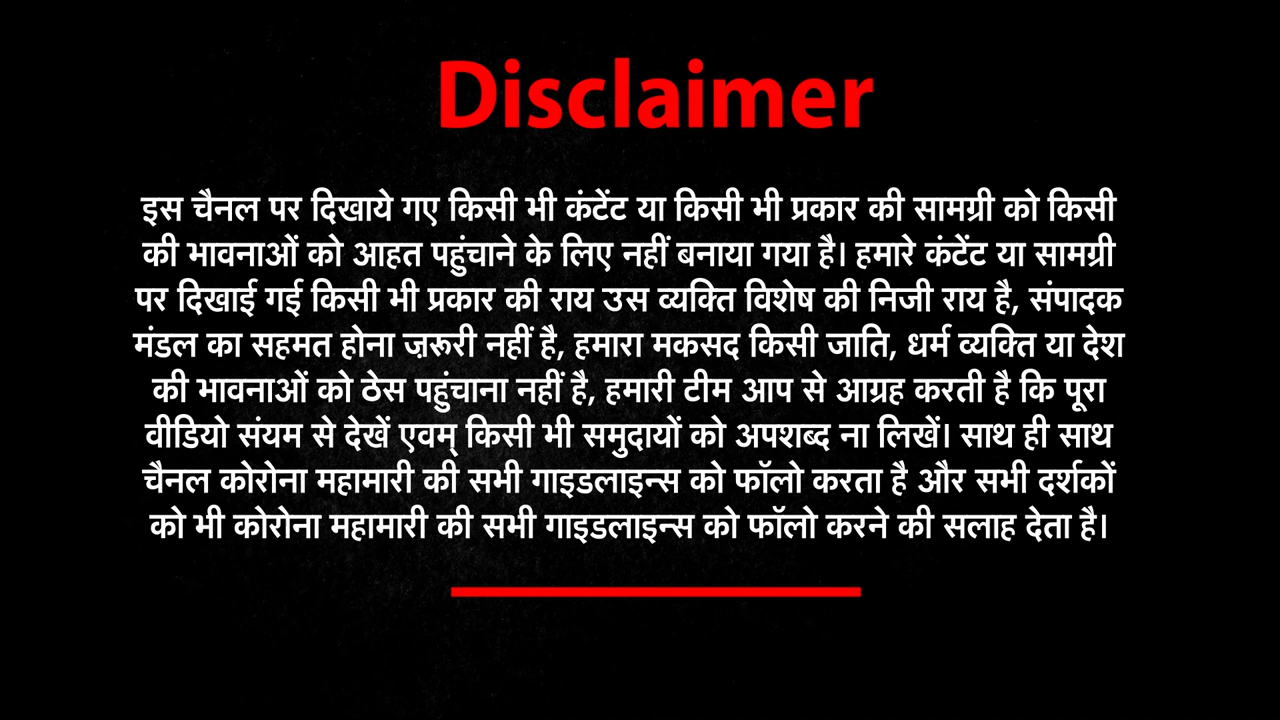 Disclaimer
इस चैनल पर दिखाये गए किसी भी कंटेंट या किसी भी प्रकार की सामग्री को किसी
की भावनाओं को आहत पहुंचाने के लिए नहीं बनाया गया है। हमारे कंटेंट या सामग्री
पर दिखाई गई किसी भी प्रकार की राय उस व्यक्ति विशेष की निजी राय है, संपादक
मंडल का सहमत होना ज़रूरी नहीं है, हमारा मकसद किसी जाति, धर्म व्यक्ति या देश
की भावनाओं को ठेस पहुंचाना नहीं है, हमारी टीम आप से आग्रह करती है कि पूरा
वीडियो संयम से देखें एवम् किसी भी समुदायों को अपशब्द ना लिखें। साथ ही साथ
चैनल कोरोना महामारी की सभी गाइडलाइन्स को फॉलो करता है और सभी दर्शकों
को भी कोरोना महामारी की सभी गाइडलाइन्स को फॉलो करने की सलाह देता है।